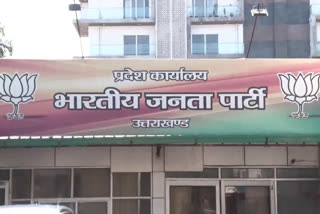 प्रदेश कार्यालय
भारतीय जनता पार्टी
उत्तराखण्ड